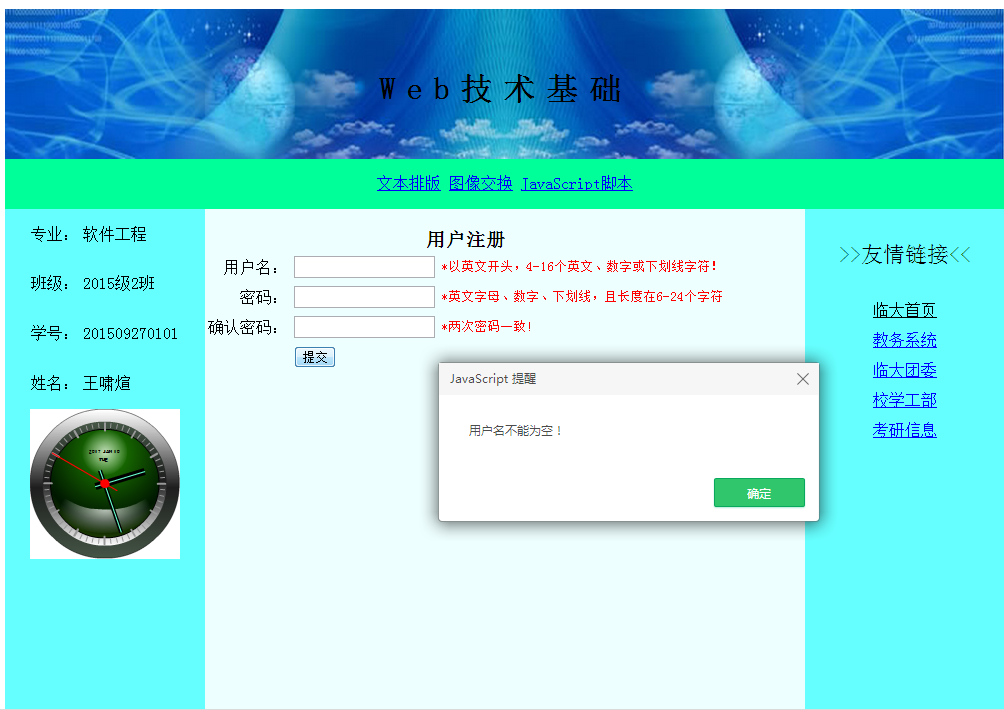 Web技术基础
文本排版 图像交换 JavaScript脚本
专业： 软件工程
班级： 2015级2班
学号： 201509270101
姓名： 王啸煊
用户注册
用户名：
*以英文开头，4-16个英文、数字或下划线字符！
密码：
*英文字母、数字、下划线，且长度在6-24个字符
确认密码：
*两次密码一致！
提交
JavaScript 提醒
用户名不能为空！
确定
>>友情链接<<
临大首页
教务系统
临大团委
校学工部
考研信息